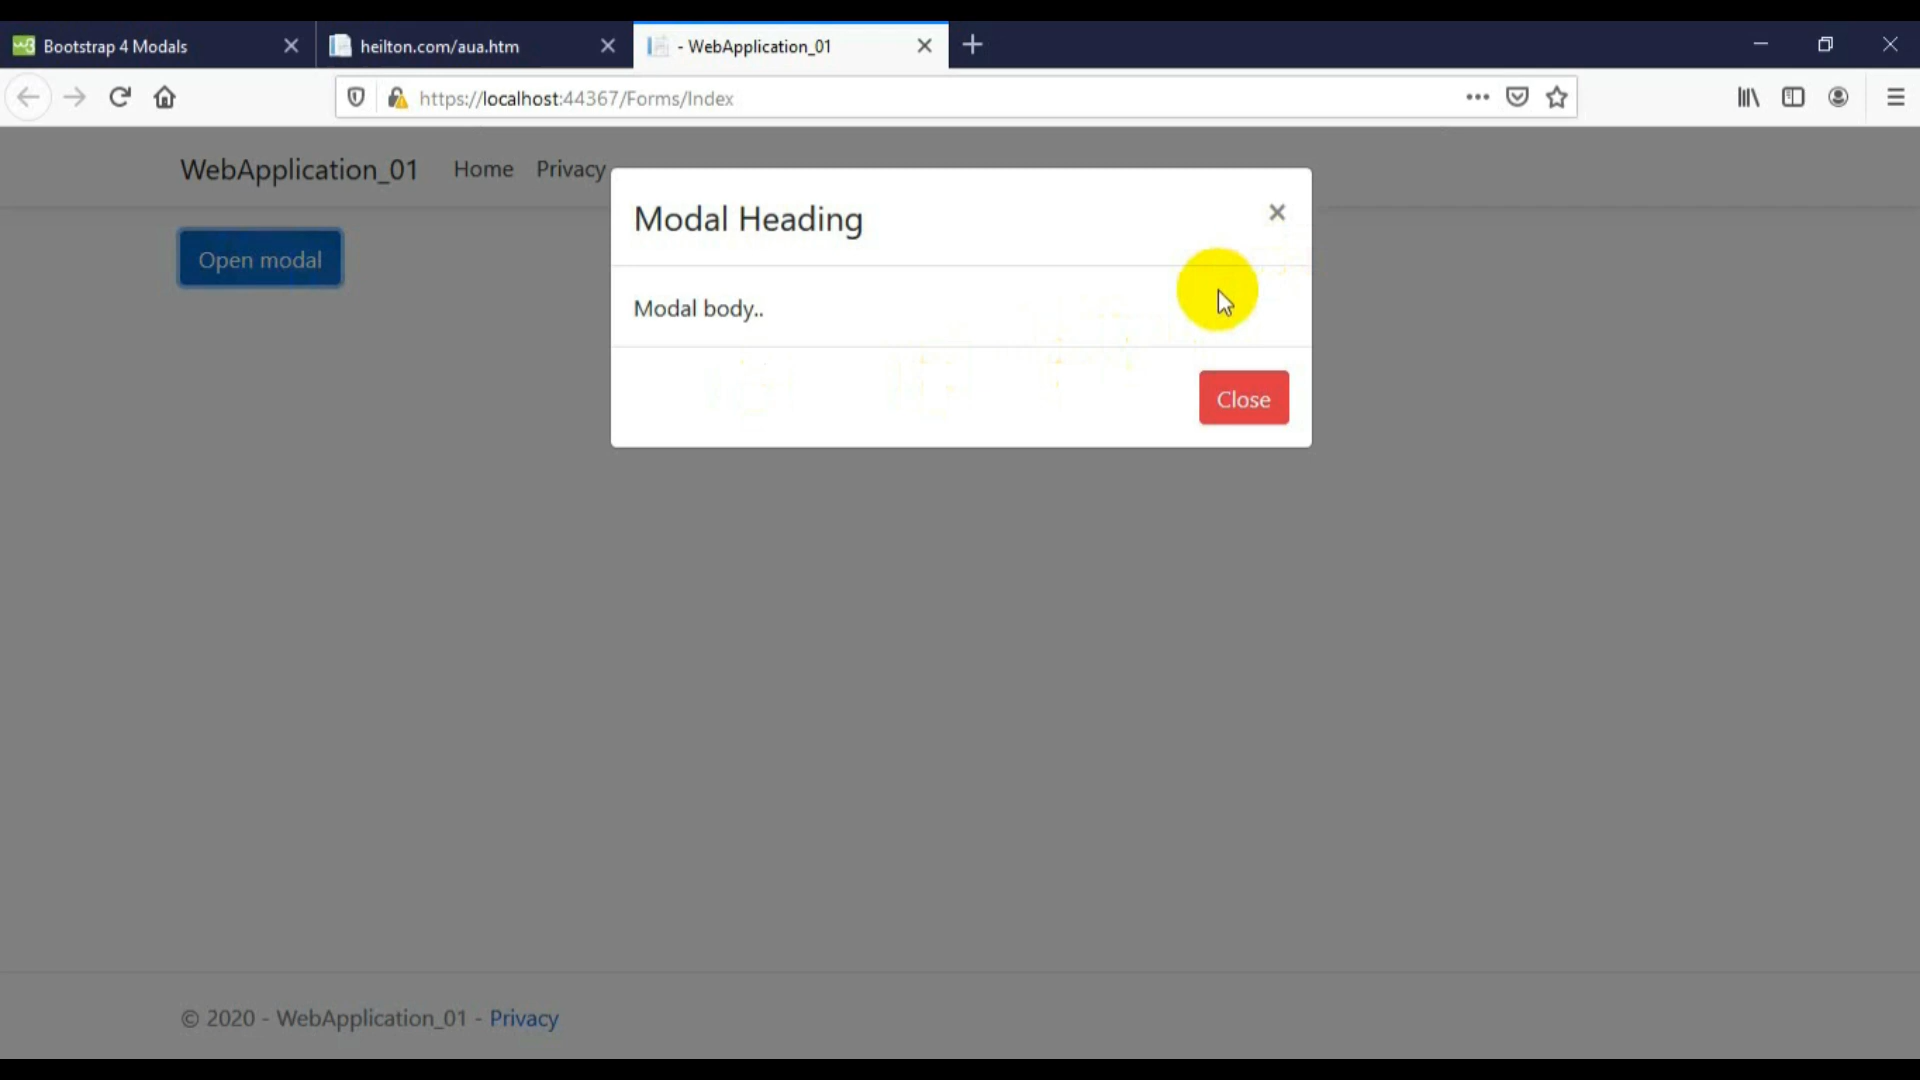 Bootstrap 4 Modals
heilton.com/aua.htm
- WebApplication_01
https://localhost:44367/Forms/Index
WebApplication_01 Home Privacy
Modal Heading
×
Open modal
Modal body..
Close
© 2020 - WebApplication_01 - Privacy